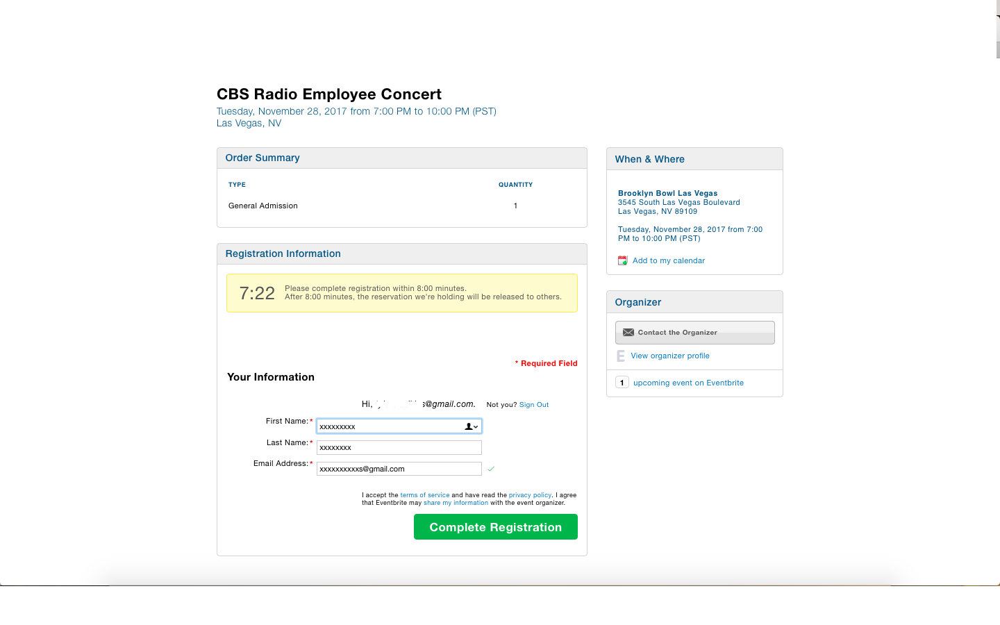 CBS Radio Employee Concert
Tuesday, November 28, 2017 from 7:00 PM to 10:00 PM (PST)
Las Vegas, NV
Order Summary
TYPE QUANTITY
General Admission 1
Registration Information
7:22
Please complete registration within 8:00 minutes.
After 8:00 minutes, the reservation we're holding will be released to others.
* Required Field
Your Information
Hi, s@gmail.com. Not you? Sign Out
First Name:* xxxxxxxxx
Last Name:* xxxxxxxx
Email Address:* xxxxxxxxxxs@gmail.com
I accept the terms of service and have read the privacy policy. I agree
that Eventbrite may share my information with the event organizer.
Complete Registration
When & Where
Brooklyn Bowl Las Vegas
3545 South Las Vegas Boulevard
Las Vegas, NV 89109
Tuesday, November 28, 2017 from 7:00
PM to 10:00 PM (PST)
Add to my calendar
Organizer
Contact the Organizer
E View organizer profile
1 upcoming event on Eventbrite